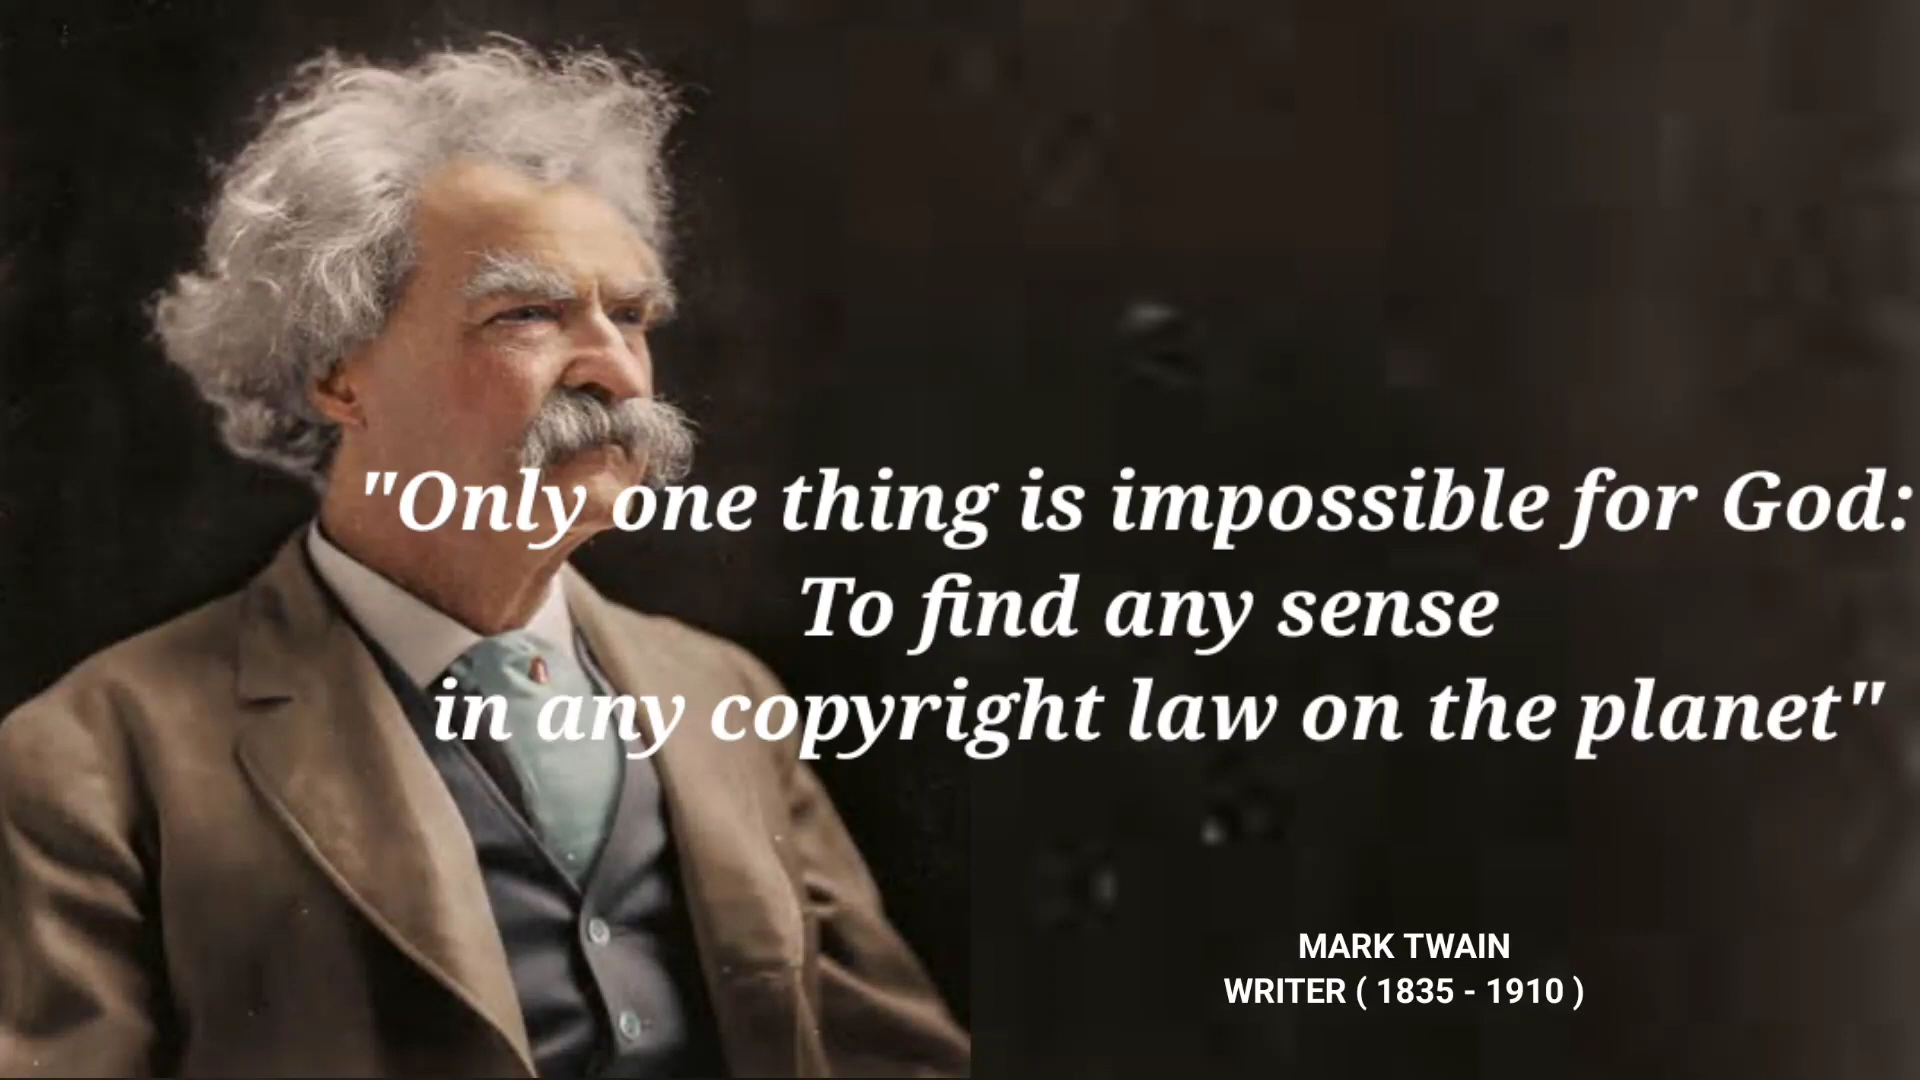 "Only one thing is impossible for God:
To find any sense
in any copyright law on the planet"
MARK TWAIN
WRITER ( 1835 - 1910 )